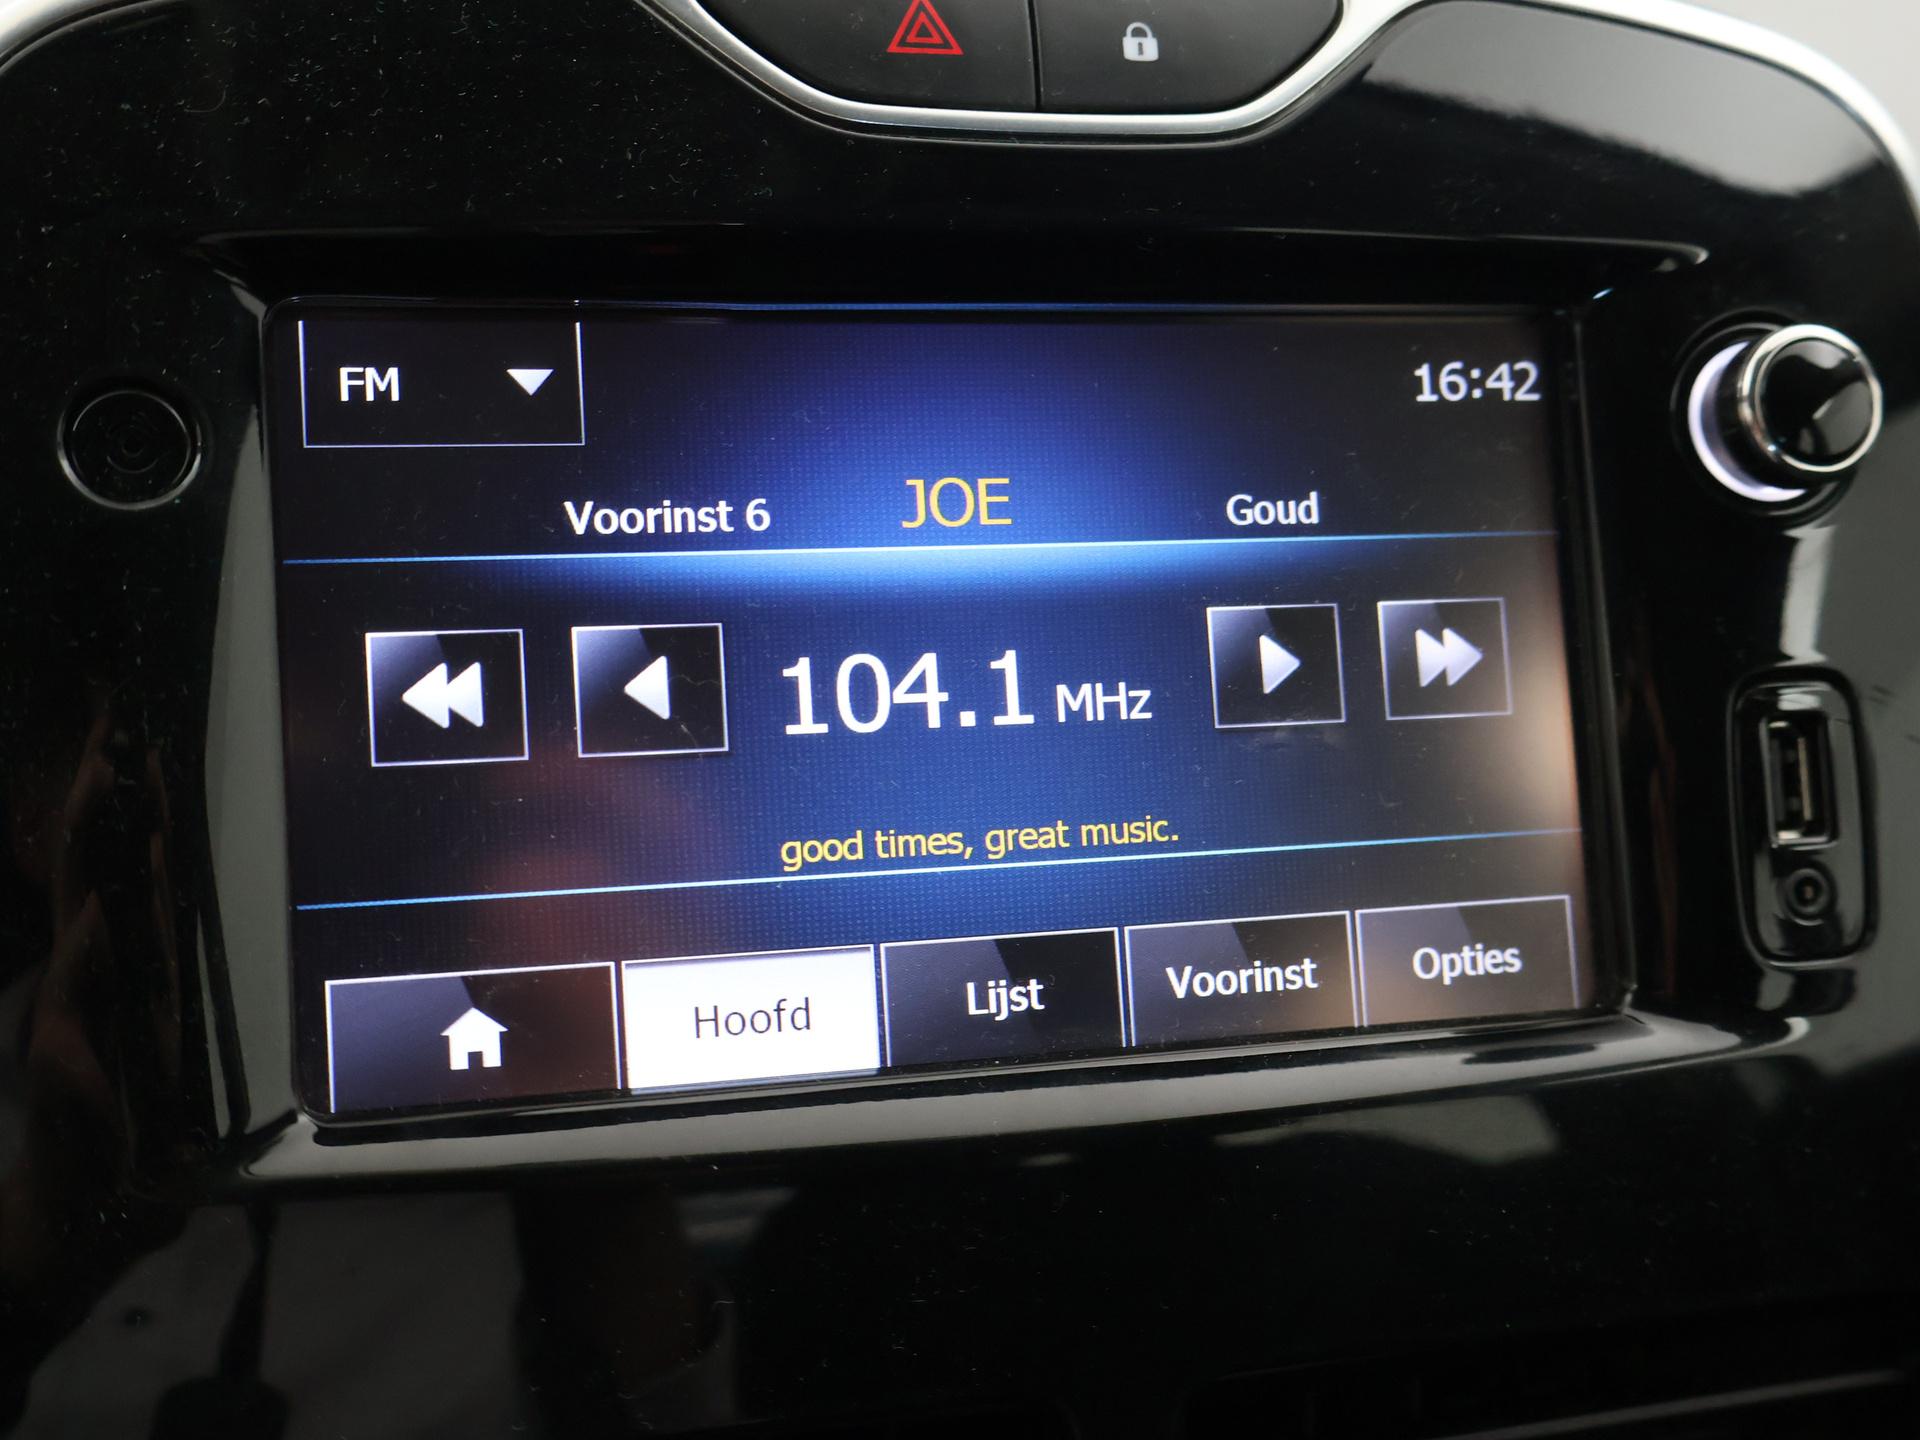 FM
16:42
Voorinst 6
JOE
Goud
104.1 MHz
good times, great music.
Hoofd
Lijst
Voorinst
Opties